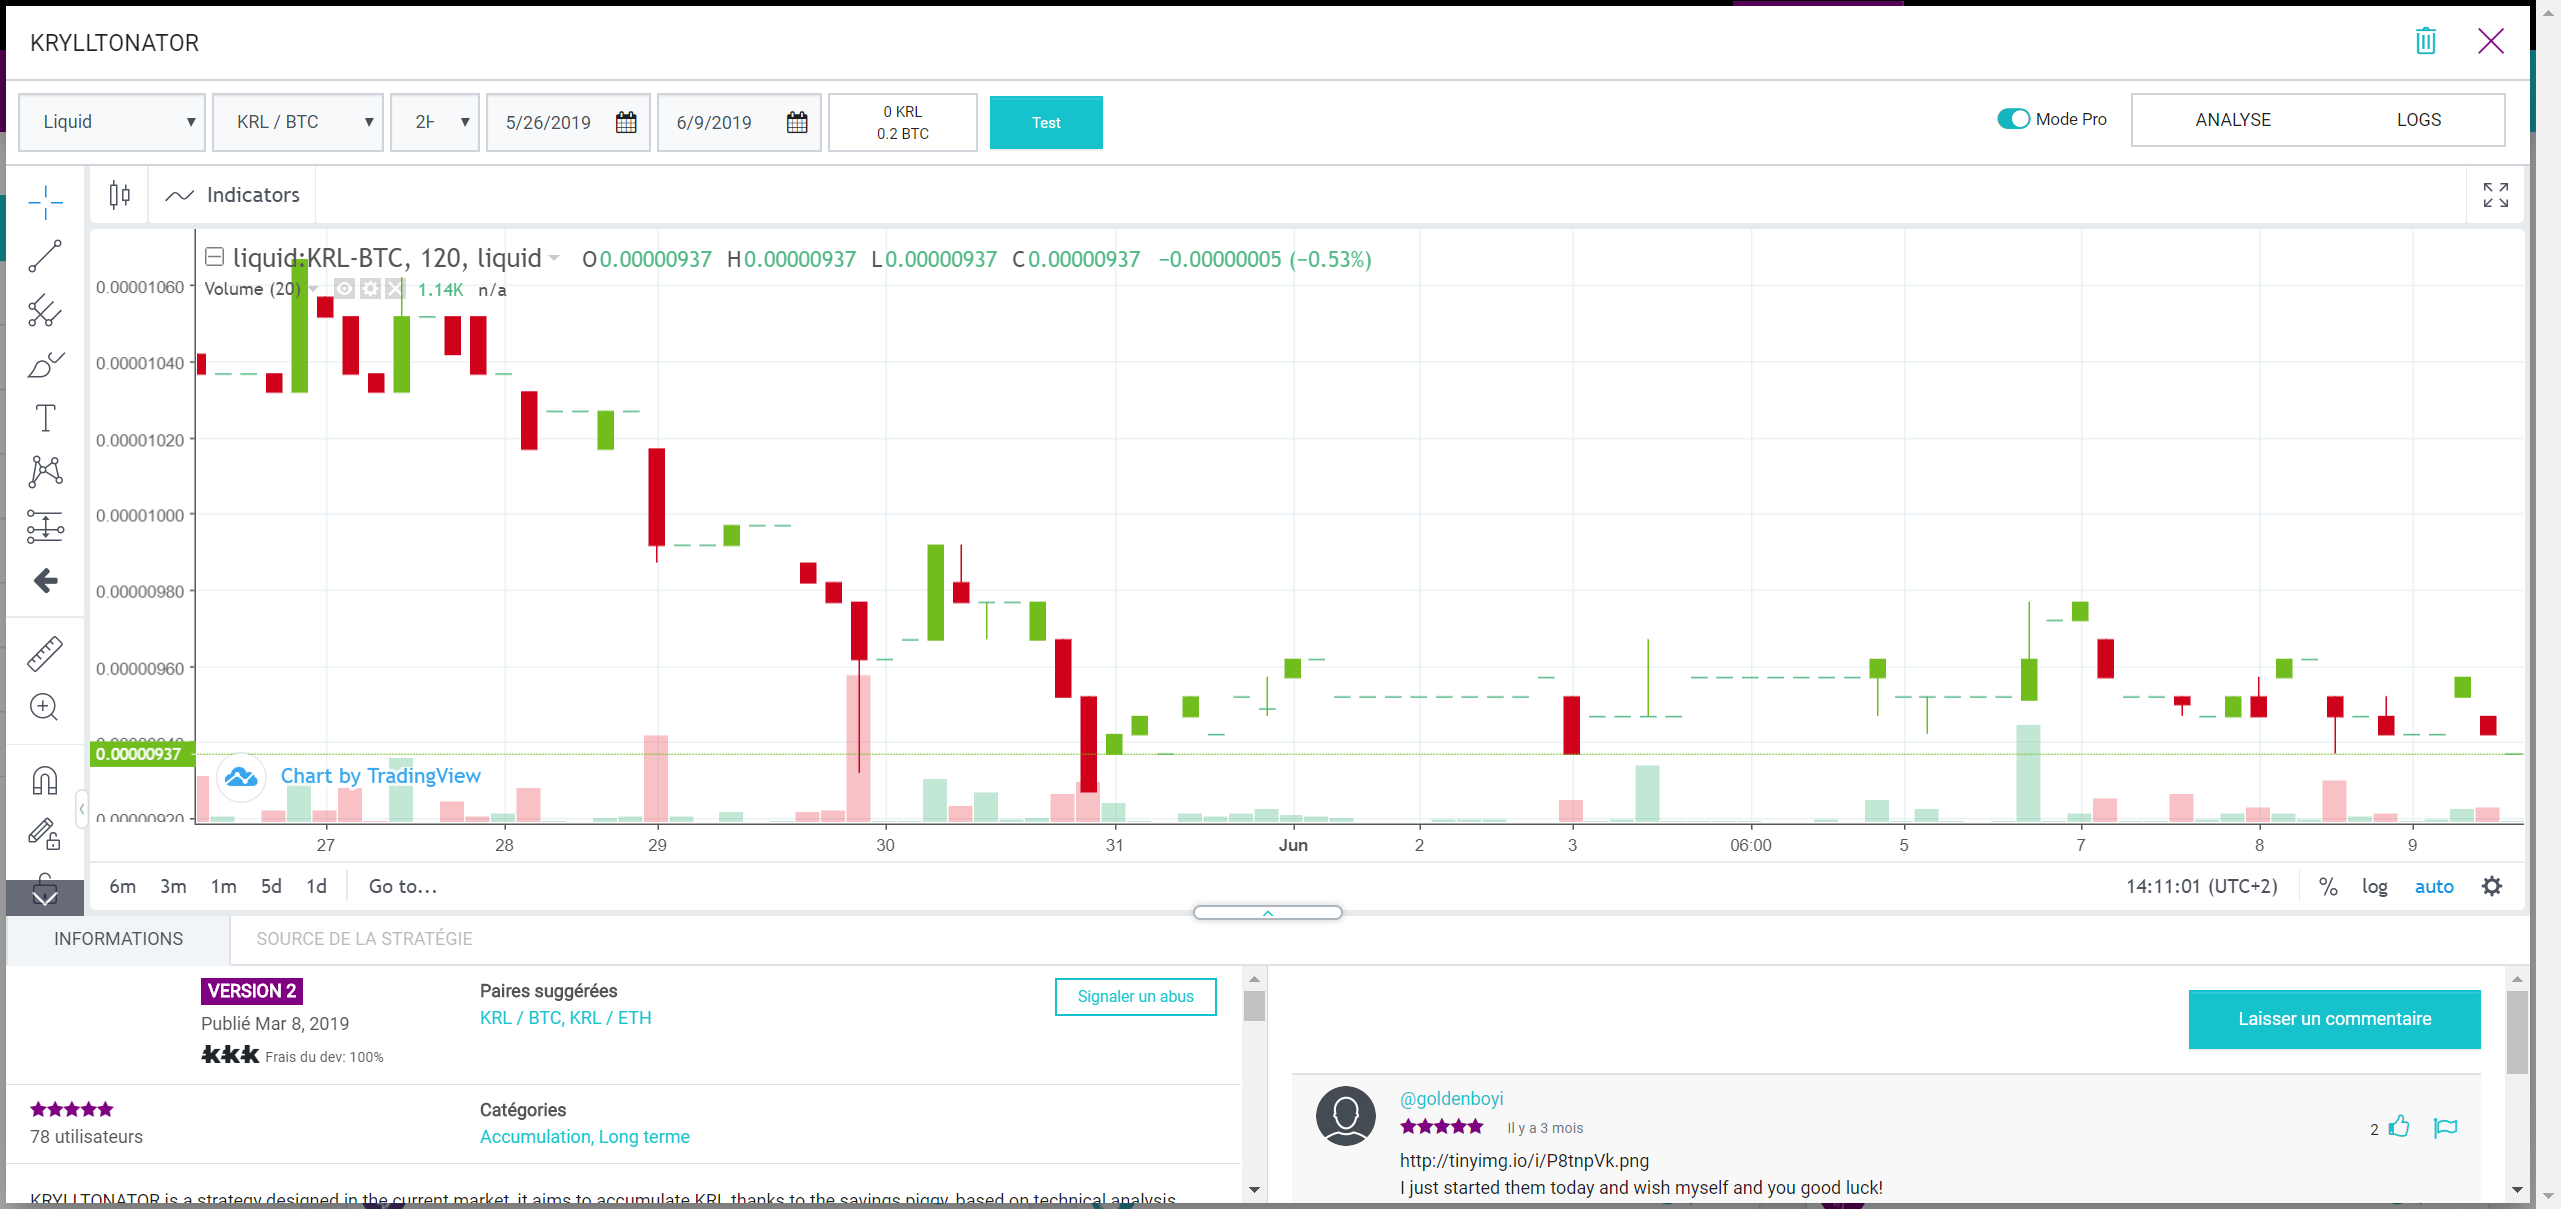 KRYLLTONATOR
Liquid
KRL / BTC
2H
5/26/2019
6/9/2019
0 KRL
0.2 BTC
Test
Mode Pro
ANALYSE
LOGS
Indicators
liquid:KRL-BTC, 120, liquid O0.00000937 H0.00000937 L0.00000937 C0.00000937 −0.00000005 (−0.53%)
Volume (20) 1.14K n/a
0.00001060
0.00001040
0.00001020
0.00001000
0.00000980
0.00000960
0.00000940
0.00000937
0.00000920
Chart by TradingView
27 28 29 30 31 Jun 2 3 06:00 5 7 8 9
6m 3m 1m 5d 1d Go to...
14:11:01 (UTC+2) % log auto
INFORMATIONS
SOURCE DE LA STRATÉGIE
VERSION 2
Publié Mar 8, 2019
Frais du dev: 100%
Paires suggérées
KRL / BTC, KRL / ETH
Signaler un abus
78 utilisateurs
Catégories
Accumulation, Long terme
KRYLLTONATOR is a strategy designed in the current market, it aims to accumulate KRL thanks to the savings piggy, based on technical analysis
Laisser un commentaire
@goldenboyi
Il y a 3 mois
2
http://tinyimg.io/i/P8tnpVk.png
I just started them today and wish myself and you good luck!